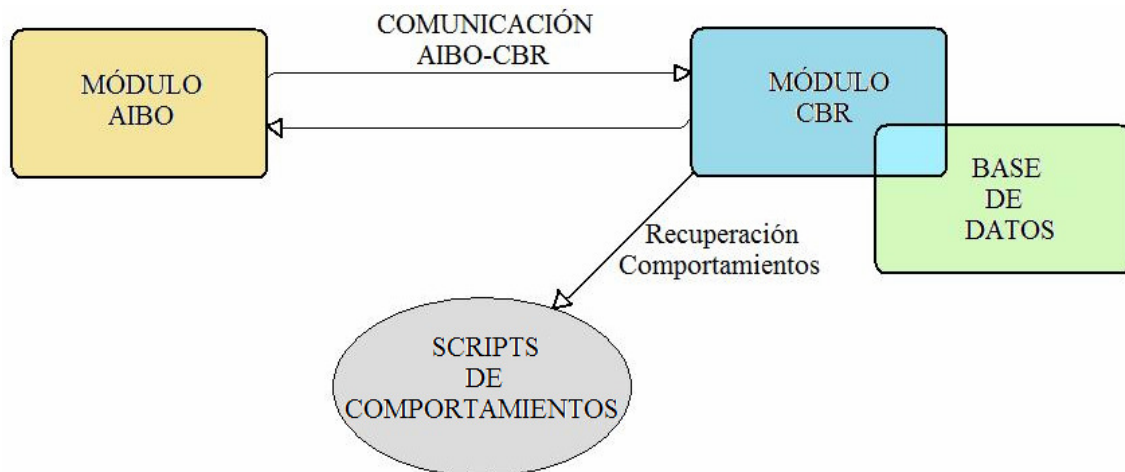 COMUNICACIÓN
AIBO-CBR
MÓDULO
AIBO
MÓDULO
CBR
BASE
DE
DATOS
Recuperación
Comportamientos
SCRIPTS
DE
COMPORTAMIENTOS